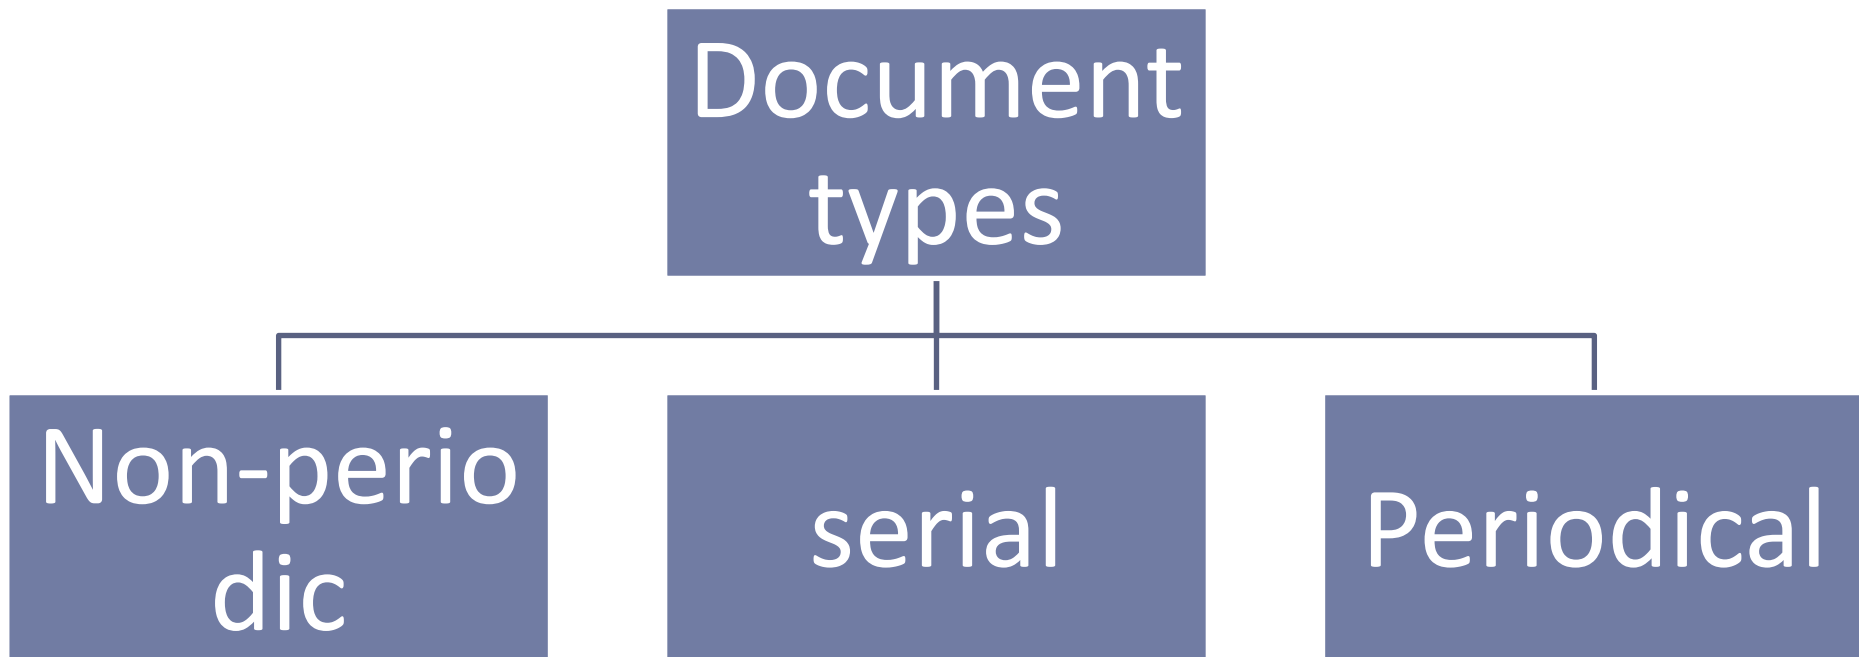 Document
types
Non-perio
dic
serial
Periodical